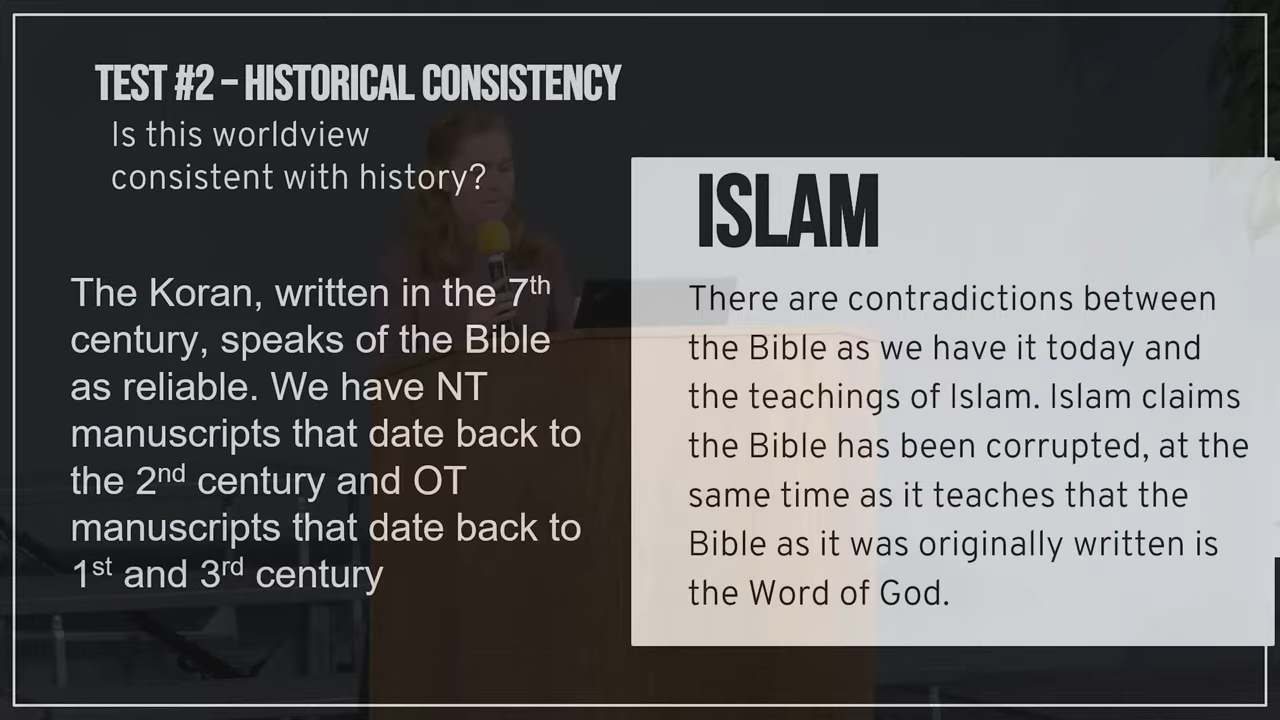 TEST #2 – HISTORICAL CONSISTENCY
Is this worldview
consistent with history?
The Koran, written in the 7th
century, speaks of the Bible
as reliable. We have NT
manuscripts that date back to
the 2nd century and OT
manuscripts that date back to
1st and 3rd century
ISLAM
There are contradictions between
the Bible as we have it today and
the teachings of Islam. Islam claims
the Bible has been corrupted, at the
same time as it teaches that the
Bible as it was originally written is
the Word of God.